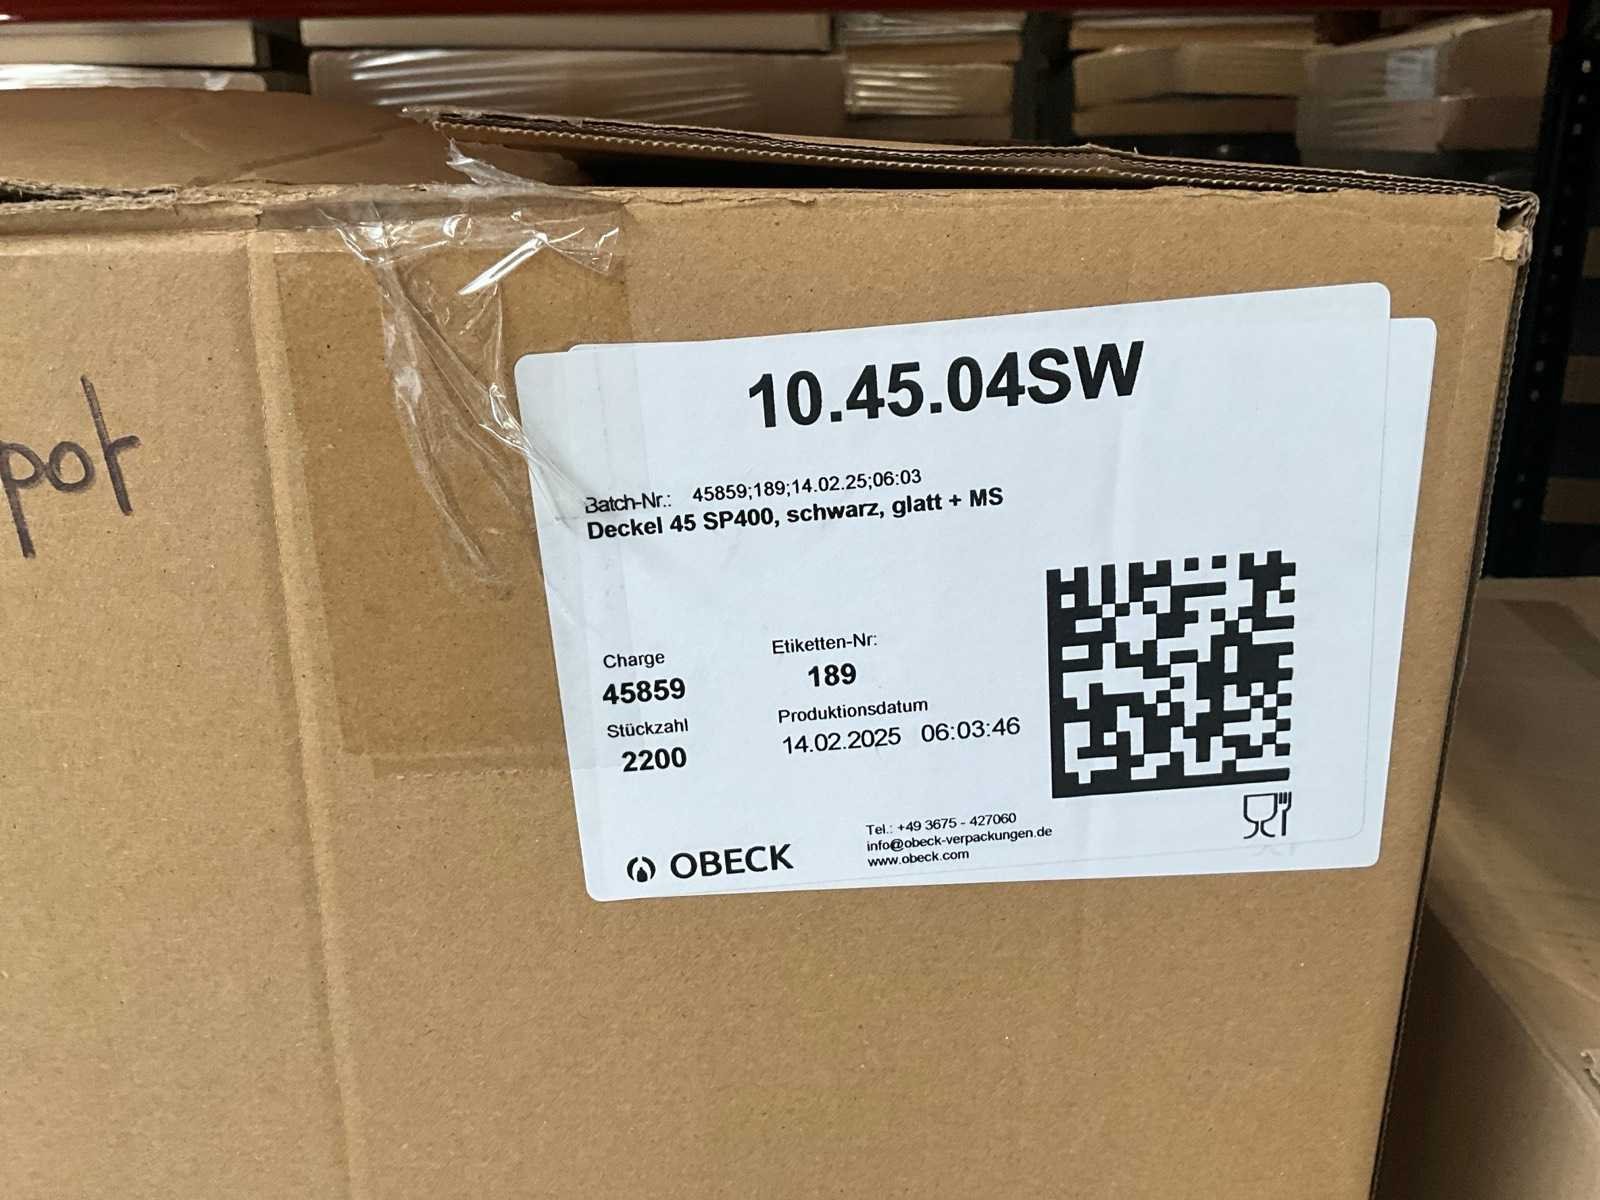 pot
10.45.04SW
Batch-Nr.: 45859;189;14.02.25;06:03
Deckel 45 SP400, schwarz, glatt + MS
Charge
45859
Stückzahl
2200
Etiketten-Nr:
189
Produktionsdatum
14.02.2025 06:03:46
OBECK
Tel.: +49 3675 - 427060
info@obeck-verpackungen.de
www.obeck.com